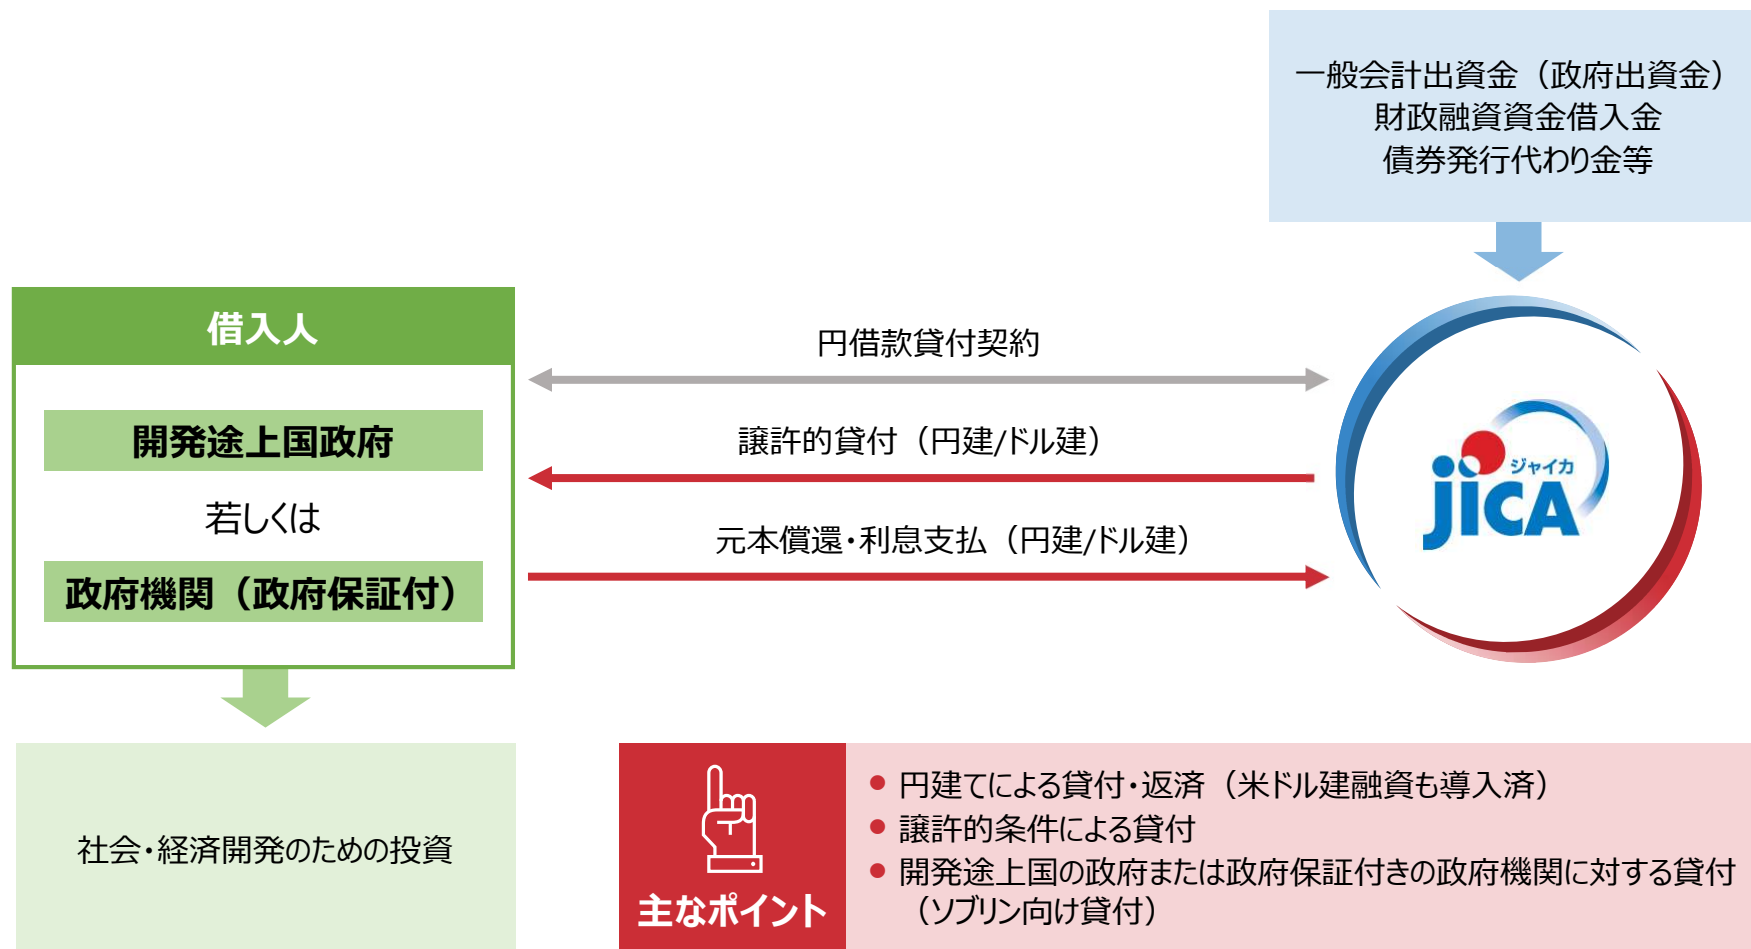 一般会計出資金（政府出資金）
財政融資資金借入金
債券発行代わり金等
借入人
開発途上国政府
若しくは
政府機関（政府保証付）
円借款貸付契約
譲許的貸付（円建/ドル建）
元本償還・利息支払（円建/ドル建）
ジャイカ
jICA
社会・経済開発のための投資
主なポイント
● 円建てによる貸付・返済（米ドル建融資も導入済）
● 譲許的条件による貸付
● 開発途上国の政府または政府保証付きの政府機関に対する貸付
（ソブリン向け貸付）